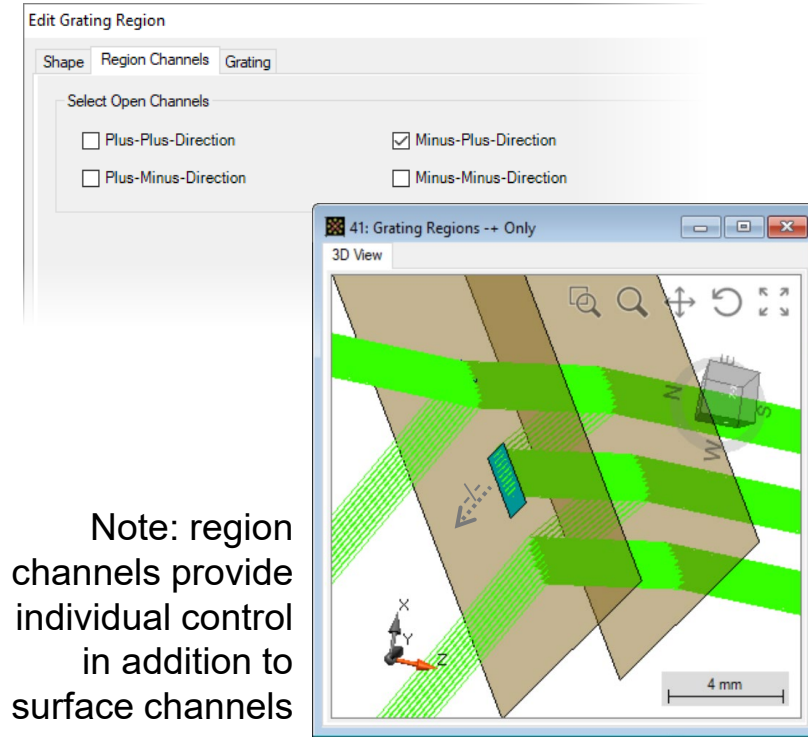 Edit Grating Region
Shape Region Channels Grating
Select Open Channels
Plus-Plus-Direction Minus-Plus-Direction
Plus-Minus-Direction Minus-Minus-Direction
41: Grating Regions -+ Only
3D View
N
S
W
X
Y
Z
4 mm
Note: region
channels provide
individual control
in addition to
surface channels